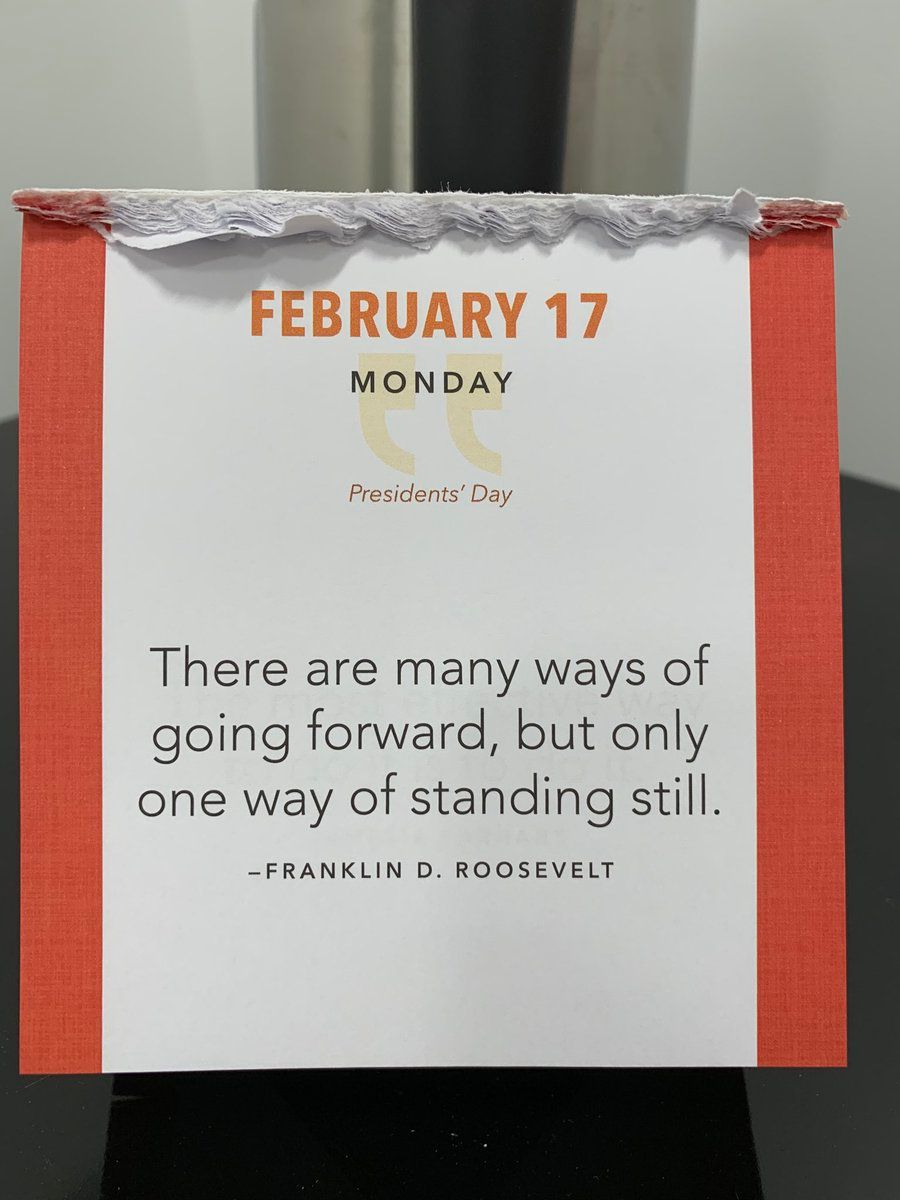 FEBRUARY 17
MONDAY
Presidents' Day
There are many ways of
going forward, but only
one way of standing still.
–FRANKLIN D. ROOSEVELT